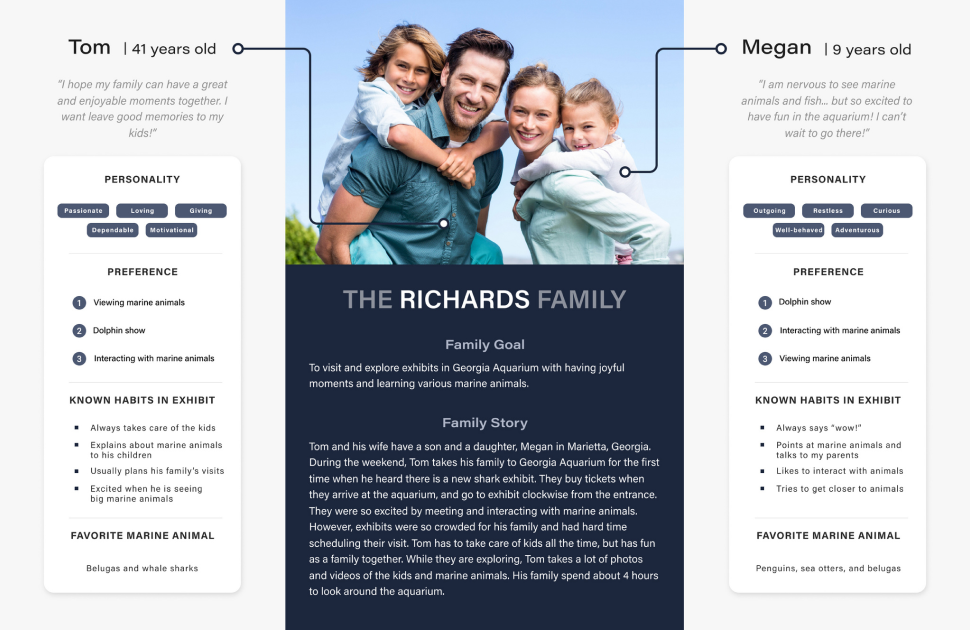 Tom | 41 years old
“I hope my family can have a great
and enjoyable moments together. I
want leave good memories to my
kids!”
PERSONALITY
Passionate Loving Giving
Dependable Motivational
PREFERENCE
1 Viewing marine animals
2 Dolphin show
3 Interacting with marine animals
KNOWN HABITS IN EXHIBIT
Always takes care of the kids
Explains about marine animals
to his children
Usually plans his family’s visits
Excited when he is seeing
big marine animals
FAVORITE MARINE ANIMAL
Belugas and whale sharks
THE RICHARDS FAMILY
Family Goal
To visit and explore exhibits in Georgia Aquarium with having joyful
moments and learning various marine animals.
Family Story
Tom and his wife have a son and a daughter, Megan in Marietta, Georgia.
During the weekend, Tom takes his family to Georgia Aquarium for the first
time when he heard there is a new shark exhibit. They buy tickets when
they arrive at the aquarium, and go to exhibit clockwise from the entrance.
They were so excited by meeting and interacting with marine animals.
However, exhibits were so crowded for his family and had hard time
scheduling their visit. Tom has to take care of kids all the time, but has fun
as a family together. While they are exploring, Tom takes a lot of photos
and videos of the kids and marine animals. His family spend about 4 hours
to look around the aquarium.
Megan | 9 years old
“I am nervous to see marine
animals and fish... but so excited to
have fun in the aquarium! I can’t
wait to go there!”
PERSONALITY
Outgoing Restless Curious
Well-behaved Adventurous
PREFERENCE
1 Dolphin show
2 Interacting with marine animals
3 Viewing marine animals
KNOWN HABITS IN EXHIBIT
Always says “wow!”
Points at marine animals and
talks to my parents
Likes to interact with animals
Tries to get closer to animals
FAVORITE MARINE ANIMAL
Penguins, sea otters, and belugas